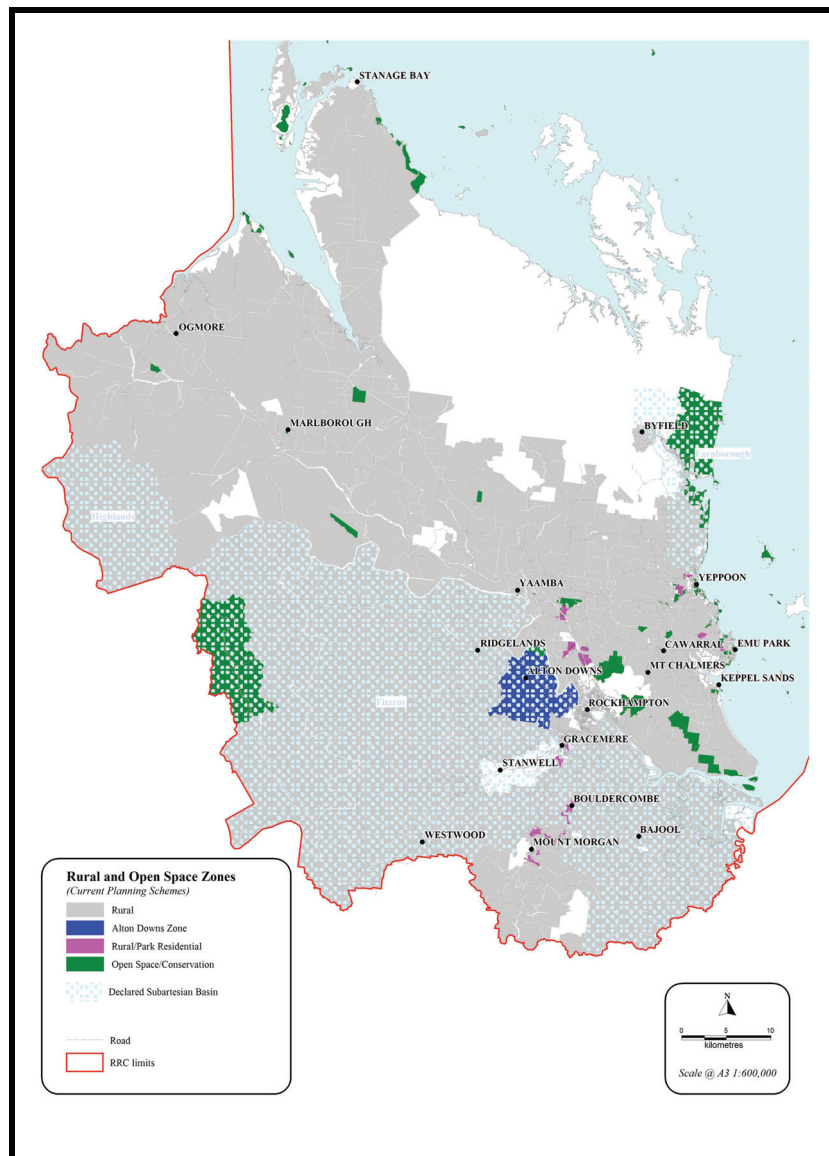 STANAGE BAY
OGMORE
MARLBOROUGH
BYFIELD
Farnborough
Highlands
YAAMBA
YEPPOON
RIDGELANDS
CAWARRAL
EMU PARK
MT CHALMERS
ALTON DOWNS
KEPPEL SANDS
Fitzroy
ROCKHAMPTON
GRACEMERE
STANWELL
BOULDERCOMBE
WESTWOOD
BAJOOL
MOUNT MORGAN
Rural and Open Space Zones
(Current Planning Schemes)
Rural
Alton Downs Zone
Rural/Park Residential
Open Space/Conservation
Declared Subartesian Basin
Road
RRC limits
N
0 5 10
kilometres
Scale @ A3 1:600,000